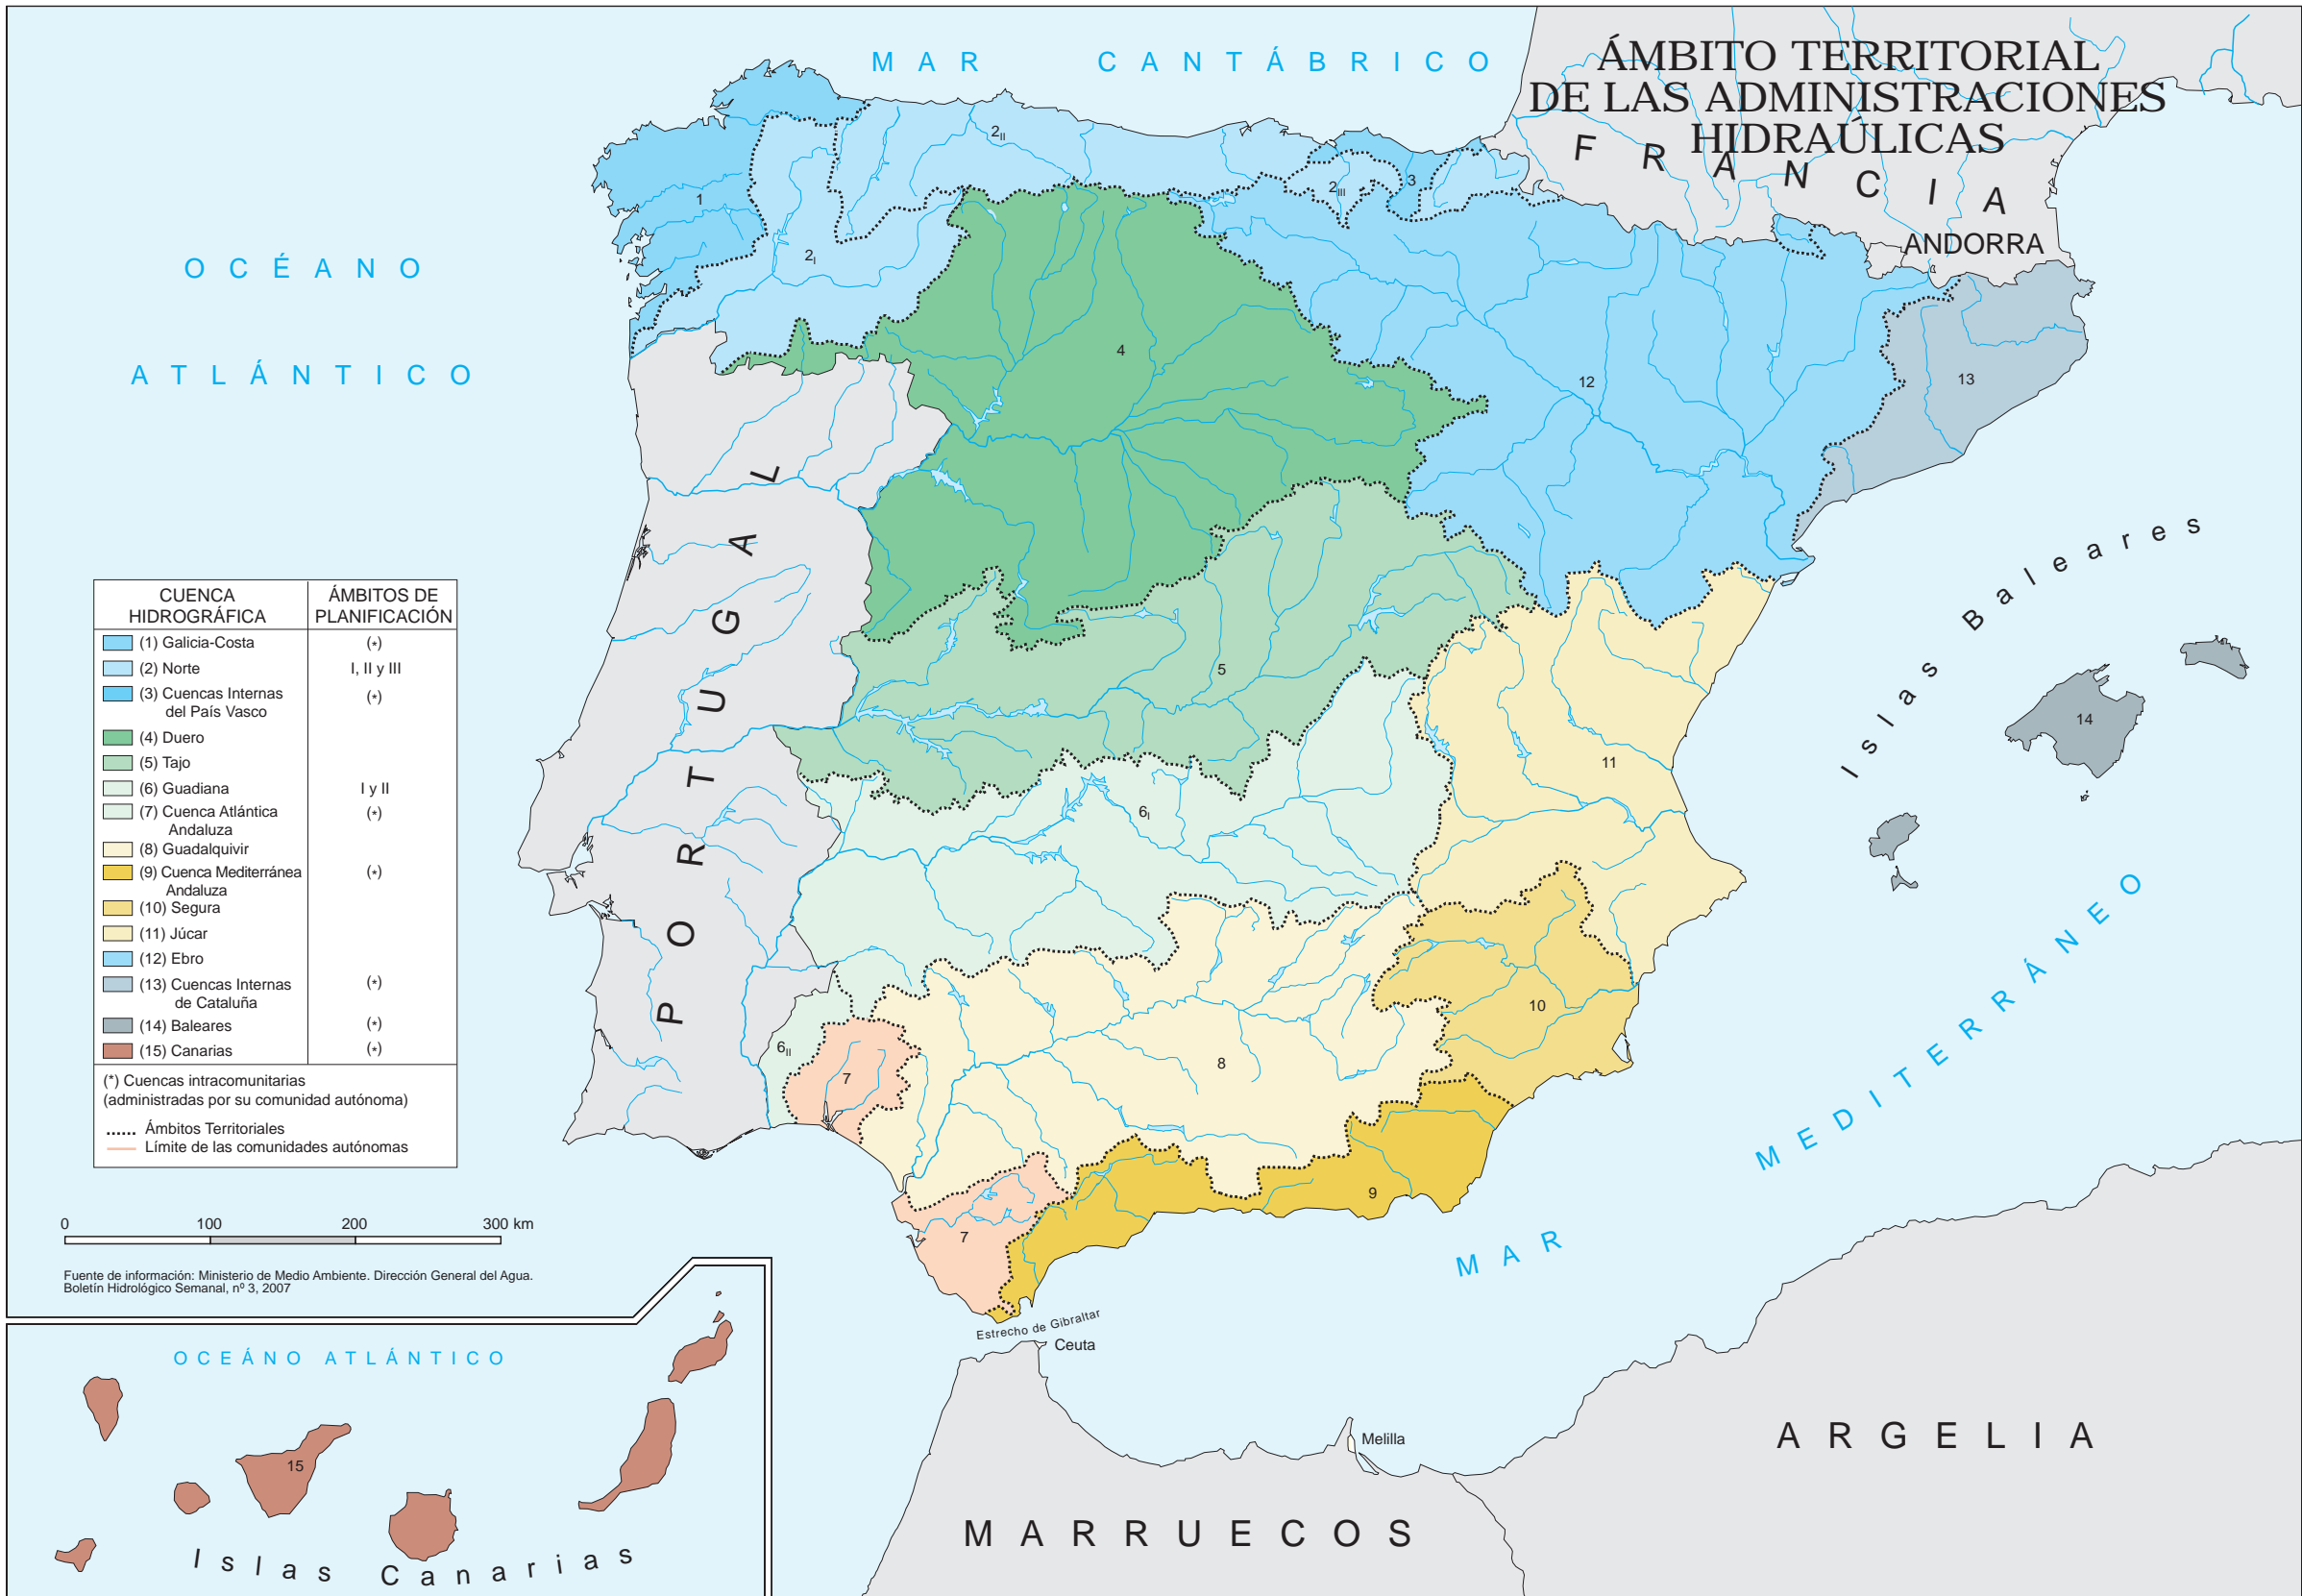 ÁMBITO TERRITORIAL
DE LAS ADMINISTRACIONES
HIDRAÚLICAS
MAR CANTÁBRICO
FRANCIA
ANDORRA
OCÉANO
ATLÁNTICO
PORTUGAL
Islas Baleares
MAR MEDITERRÁNEO
1
2I
2II
2III
3
4
5
6I
6II
7
7
8
9
10
11
12
13
14
CUENCA
HIDROGRÁFICA
ÁMBITOS DE
PLANIFICACIÓN
(1) Galicia-Costa (*)
(2) Norte I, II y III
(3) Cuencas Internas
del País Vasco (*)
(4) Duero
(5) Tajo
(6) Guadiana I y II
(7) Cuenca Atlántica
Andaluza (*)
(8) Guadalquivir
(9) Cuenca Mediterránea
Andaluza (*)
(10) Segura
(11) Júcar
(12) Ebro
(13) Cuencas Internas
de Cataluña (*)
(14) Baleares (*)
(15) Canarias (*)
(*) Cuencas intracomunitarias
(administradas por su comunidad autónoma)
Ámbitos Territoriales
Límite de las comunidades autónomas
0 100 200 300 km
Fuente de información: Ministerio de Medio Ambiente. Dirección General del Agua.
Boletín Hidrológico Semanal, nº 3, 2007
Estrecho de Gibraltar
Ceuta
Melilla
MARRUECOS
ARGELIA
OCEÁNO ATLÁNTICO
15
Islas Canarias